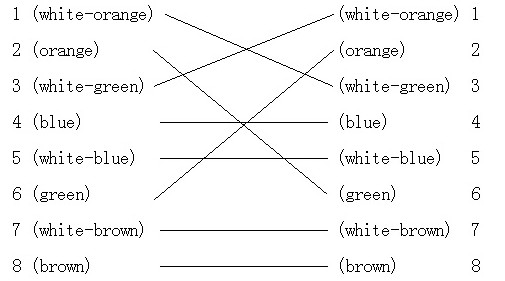 1 (white-orange) (white-orange) 1
2 (orange) (orange) 2
3 (white-green) (white-green) 3
4 (blue) (blue) 4
5 (white-blue) (white-blue) 5
6 (green) (green) 6
7 (white-brown) (white-brown) 7
8 (brown) (brown) 8